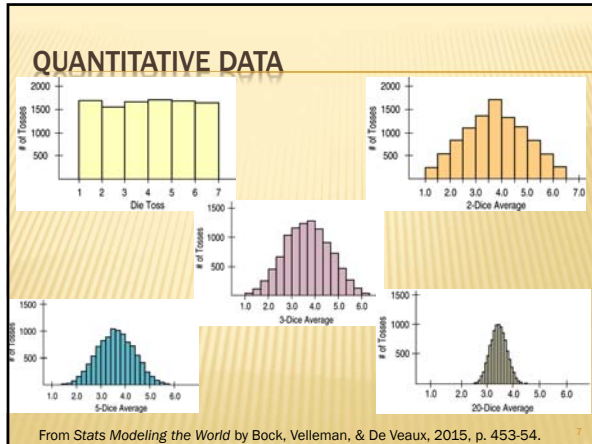 QUANTITATIVE DATA
2000
1500
1000
500
# of Tosses
1 2 3 4 5 6 7
Die Toss
2000
1500
1000
500
# of Tosses
1.0 2.0 3.0 4.0 5.0 6.0 7.0
2-Dice Average
1500
1000
500
# of Tosses
1.0 2.0 3.0 4.0 5.0 6.0
3-Dice Average
1500
1000
500
# of Tosses
1.0 2.0 3.0 4.0 5.0 6.0
5-Dice Average
1500
1000
500
# of Tosses
1.0 2.0 3.0 4.0 5.0 6.0
20-Dice Average
From Stats Modeling the World by Bock, Velleman, & De Veaux, 2015, p. 453-54.
7